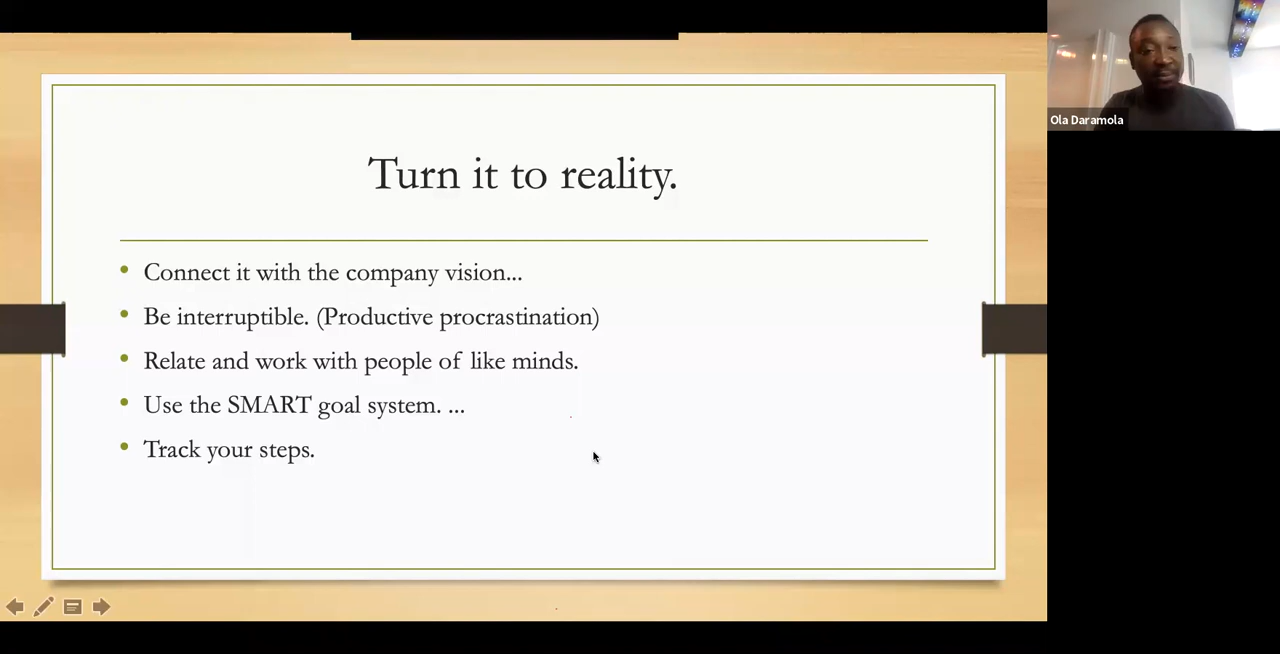 Turn it to reality.
Connect it with the company vision...
Be interruptible. (Productive procrastination)
Relate and work with people of like minds.
Use the SMART goal system. ...
Track your steps.
Ola Daramola